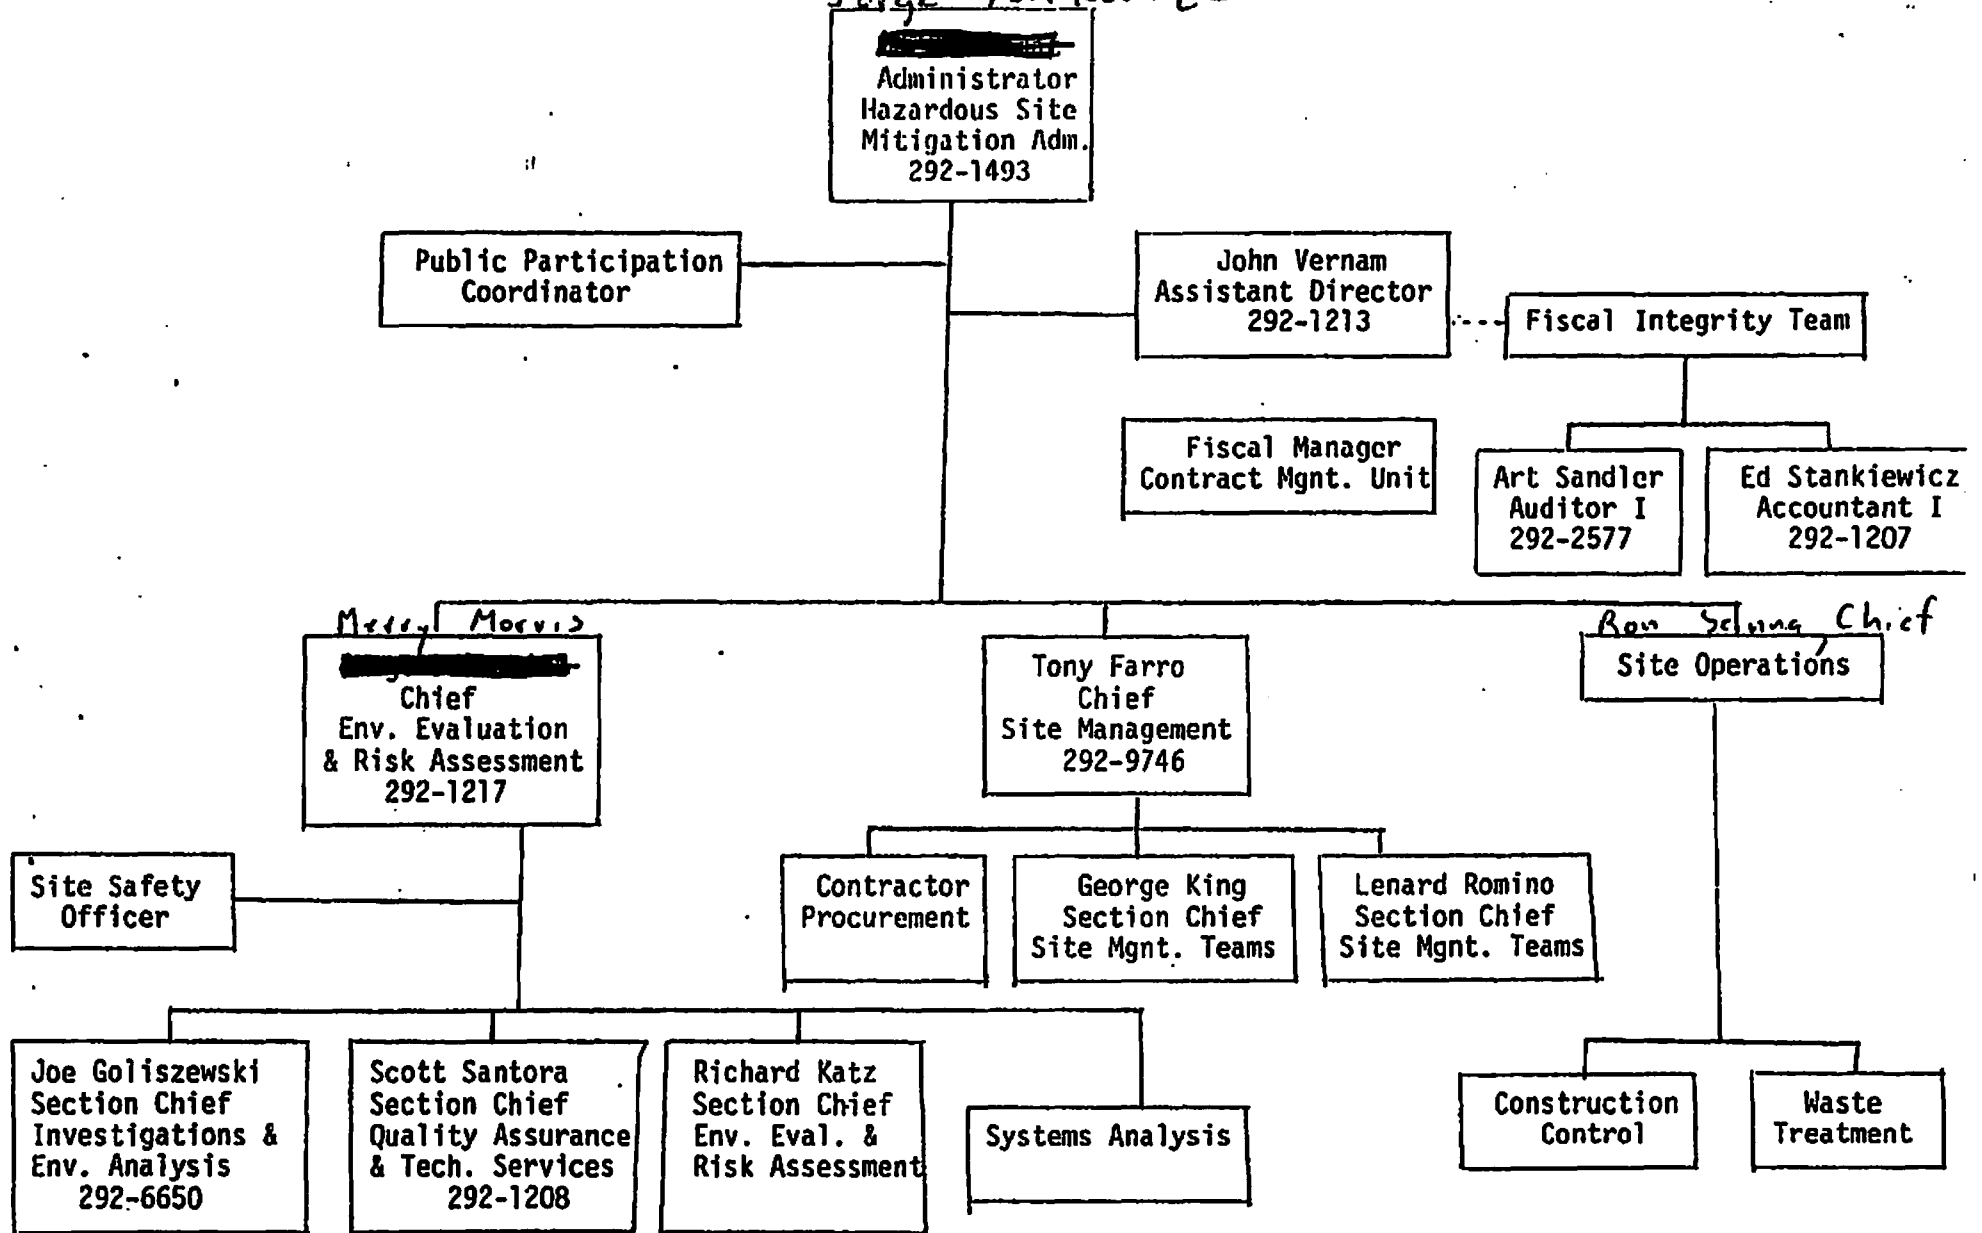 Administrator
Hazardous Site
Mitigation Adm.
292-1493
Public Participation
Coordinator
John Vernam
Assistant Director
292-1213
Fiscal Integrity Team
Fiscal Manager
Contract Mgnt. Unit
Art Sandler
Auditor I
292-2577
Ed Stankiewicz
Accountant I
292-1207
Merry Morris
Chief
Env. Evaluation
& Risk Assessment
292-1217
Tony Farro
Chief
Site Management
292-9746
Ron Chief
Site Operations
Site Safety
Officer
Contractor
Procurement
George King
Section Chief
Site Mgnt. Teams
Lenard Romino
Section Chief
Site Mgnt. Teams
Joe Goliszewski
Section Chief
Investigations &
Env. Analysis
292-6650
Scott Santora
Section Chief
Quality Assurance
& Tech. Services
292-1208
Richard Katz
Section Chief
Env. Eval. &
Risk Assessment
Systems Analysis
Construction
Control
Waste
Treatment